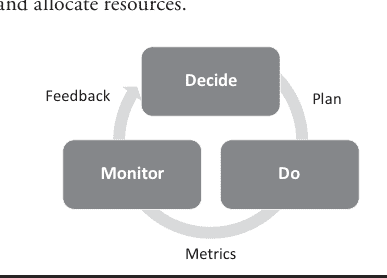 and allocate resources.
Decide
Feedback
Plan
Monitor
Do
Metrics